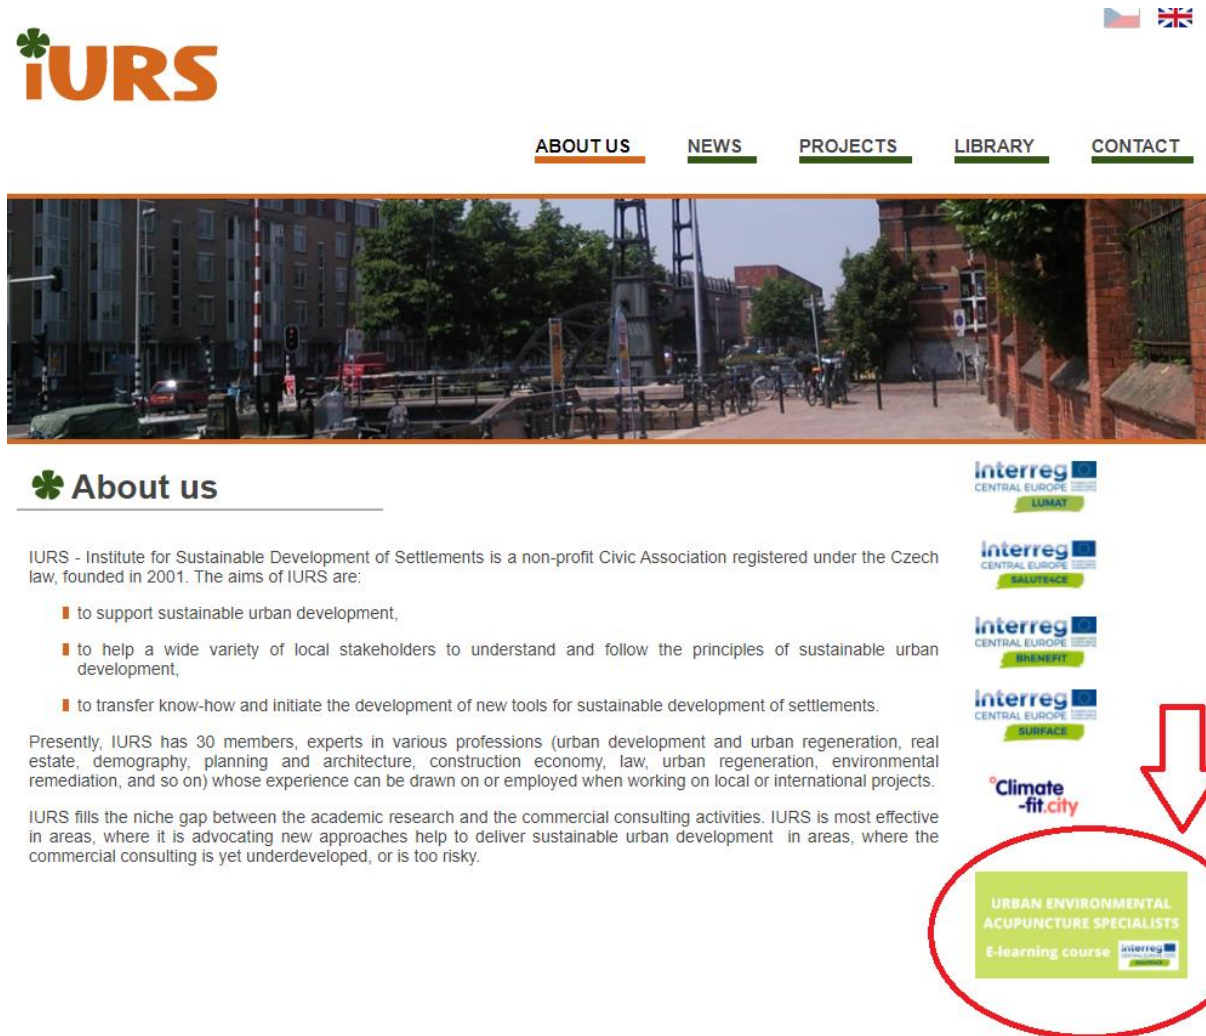 iURS
ABOUT US
NEWS
PROJECTS
LIBRARY
CONTACT
About us
IURS - Institute for Sustainable Development of Settlements is a non-profit Civic Association registered under the Czech
law, founded in 2001. The aims of IURS are:
to support sustainable urban development,
to help a wide variety of local stakeholders to understand and follow the principles of sustainable urban
development,
to transfer know-how and initiate the development of new tools for sustainable development of settlements.
Presently, IURS has 30 members, experts in various professions (urban development and urban regeneration, real
estate, demography, planning and architecture, construction economy, law, urban regeneration, environmental
remediation, and so on) whose experience can be drawn on or employed when working on local or international projects.
IURS fills the niche gap between the academic research and the commercial consulting activities. IURS is most effective
in areas, where it is advocating new approaches help to deliver sustainable urban development in areas, where the
commercial consulting is yet underdeveloped, or is too risky.
Interreg
CENTRAL EUROPE
LUMAT
Interreg
CENTRAL EUROPE
SALUTE4CE
Interreg
CENTRAL EUROPE
BhENEFIT
Interreg
CENTRAL EUROPE
SURFACE
Climate
-fit.city
URBAN ENVIRONMENTAL
ACUPUNCTURE SPECIALISTS
E-learning course
Interreg